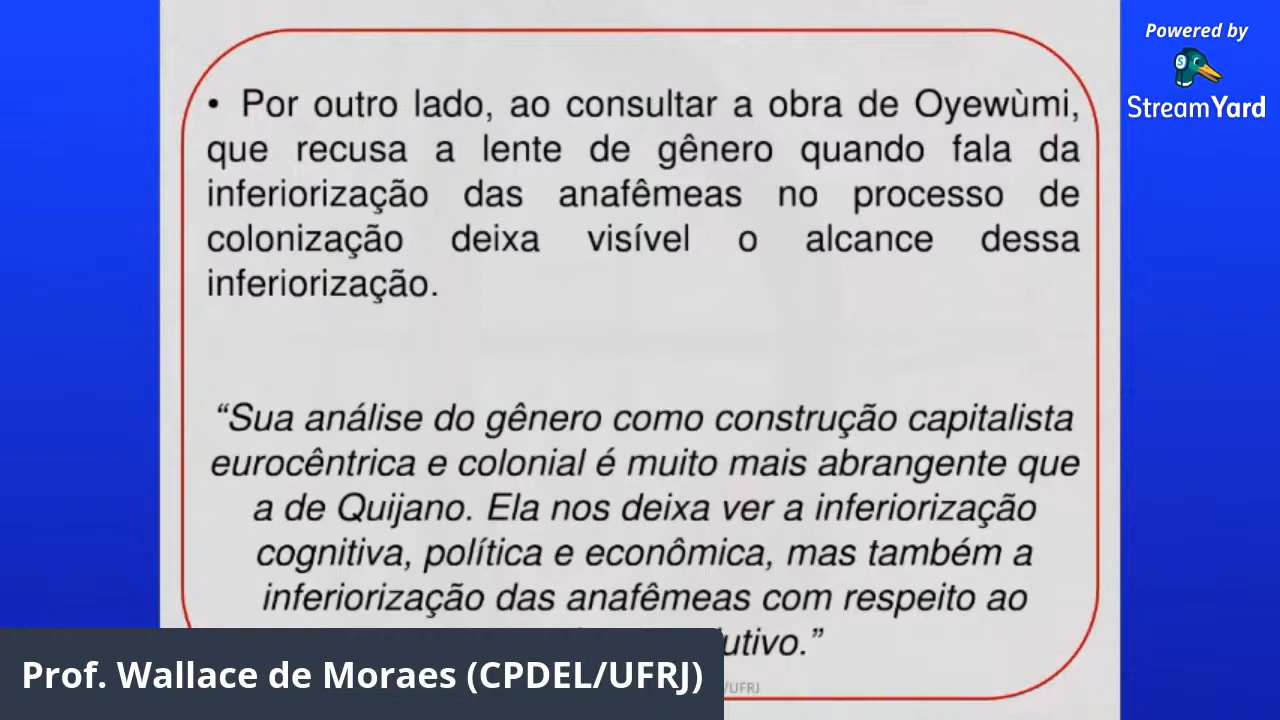 Powered by
StreamYard
• Por outro lado, ao consultar a obra de Oyewùmi,
que recusa a lente de gênero quando fala da
inferiorização das anafêmeas no processo de
colonização deixa visível o alcance dessa
inferiorização.
“Sua análise do gênero como construção capitalista
eurocêntrica e colonial é muito mais abrangente que
a de Quijano. Ela nos deixa ver a inferiorização
cognitiva, política e econômica, mas também a
inferiorização das anafêmeas com respeito ao
utivo.”
Prof. Wallace de Moraes (CPDEL/UFRJ)
/UFRJ